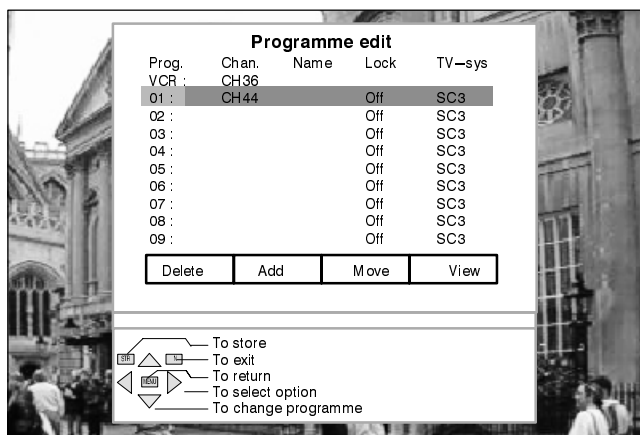 Programme edit
Prog. Chan. Name Lock TV-sys
VCR : CH36
01 : CH44 Off SC3
02 : Off SC3
03 : Off SC3
04 : Off SC3
05 : Off SC3
06 : Off SC3
07 : Off SC3
08 : Off SC3
09 : Off SC3
Delete Add Move View
To store
STR N To exit
MENU To return
To select option
To change programme